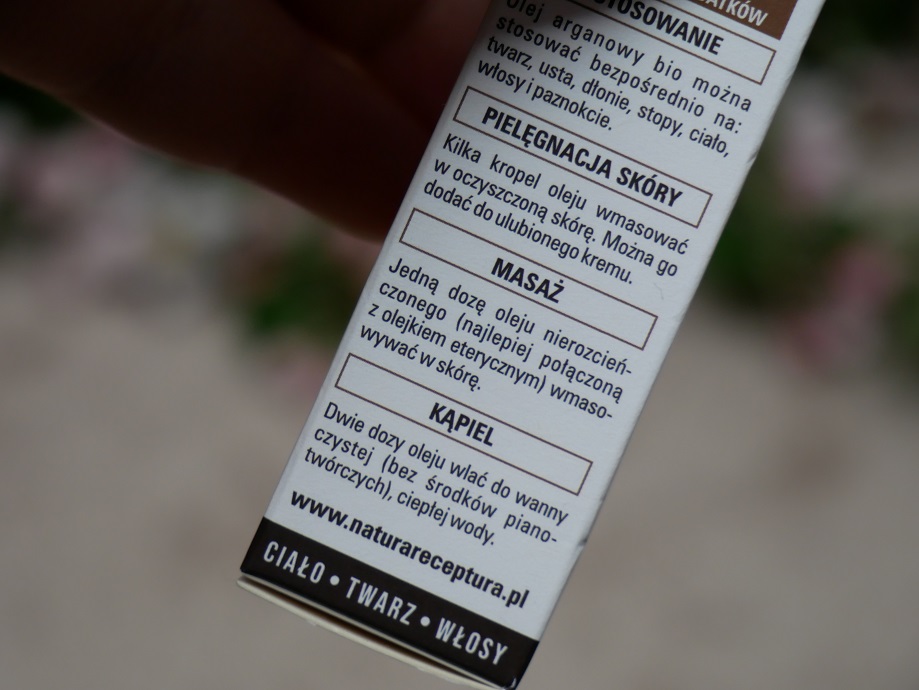 STOSOWANIE
Olej arganowy bio można
stosować bezpośrednio na:
twarz, usta, dłonie, stopy, ciało,
włosy i paznokcie.
PIELĘGNACJA SKÓRY
Kilka kropel oleju wmasować
w oczyszczoną skórę. Można go
dodać do ulubionego kremu.
MASAŻ
Jedną dozę oleju nierozcień-
czonego (najlepiej połączoną
z olejkiem eterycznym) wmaso-
wywać w skórę.
KĄPIEL
Dwie dozy oleju wlać do wanny
czystej (bez środków piano-
twórczych), ciepłej wody.
www.naturareceptura.pl
CIAŁO • TWARZ • WŁOSY